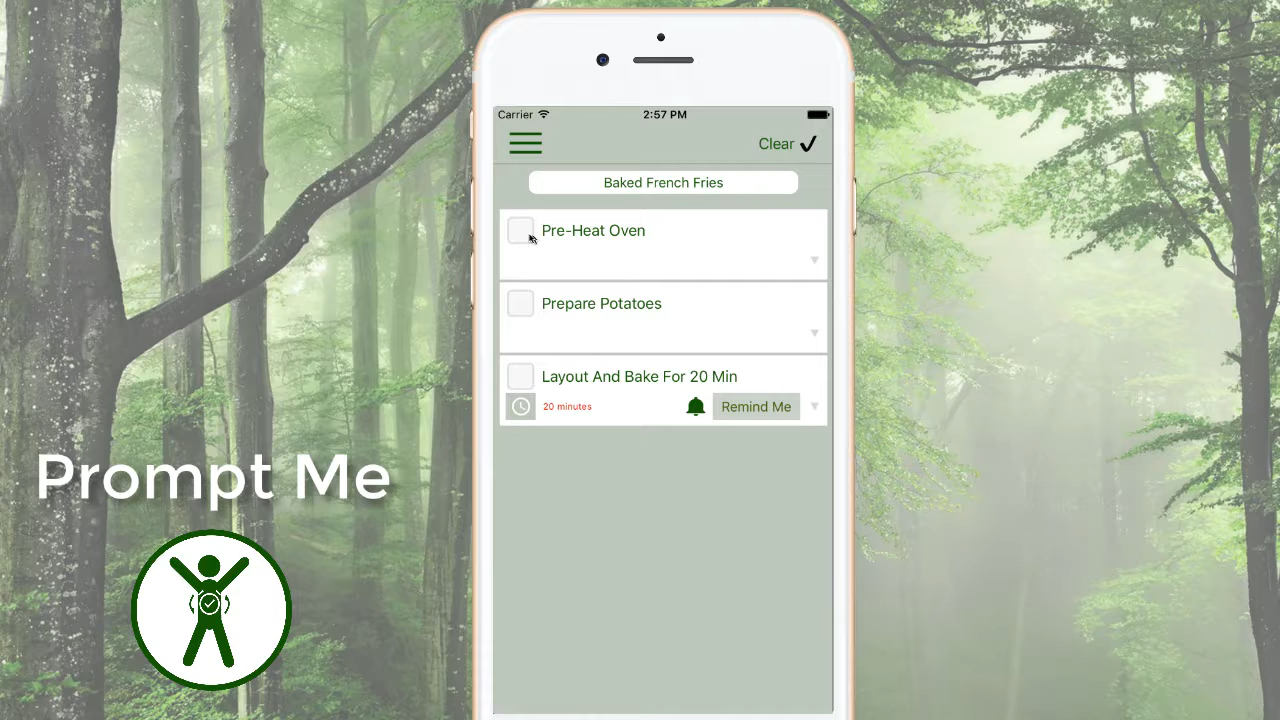 Carrier 2:57 PM
Clear
Baked French Fries
Pre-Heat Oven
Prepare Potatoes
Layout And Bake For 20 Min
20 minutes Remind Me
Prompt Me